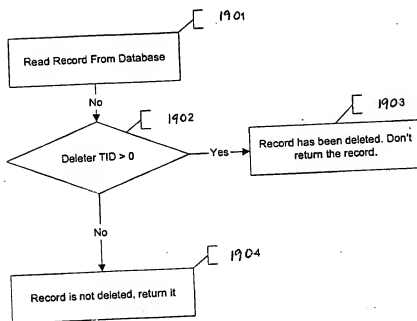 1901
Read Record From Database
No
1902
1903
Deleter TID > 0
Yes
Record has been deleted. Don't
return the record.
No
1904
Record is not deleted, return it